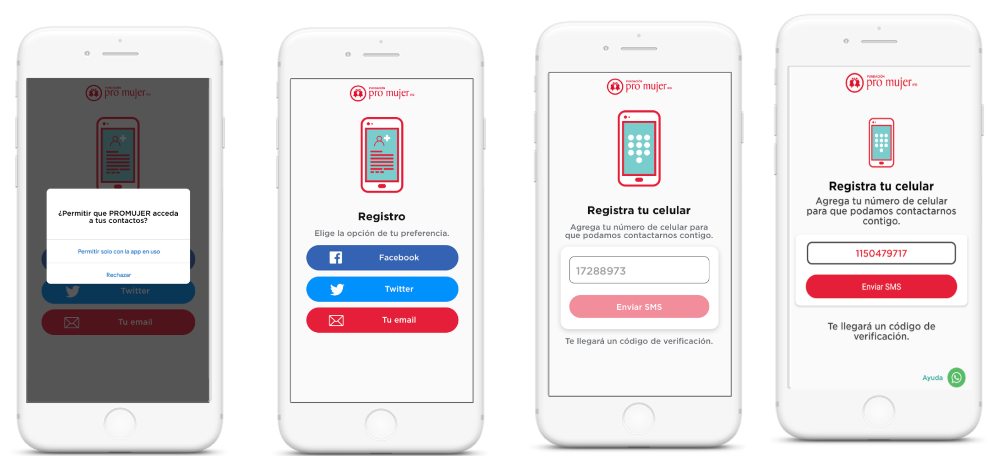 FUNDACIÓN
pro mujer IFD
¿Permitir que PROMUJER acceda
a tus contactos?
Permitir solo con la app en uso
Rechazar
Twitter
Tu email
FUNDACIÓN
pro mujer IFD
Registro
Elige la opción de tu preferencia.
Facebook
Twitter
Tu email
FUNDACIÓN
pro mujer IFD
Registra tu celular
Agrega tu número de celular para
que podamos contactarnos contigo.
17288973
Enviar SMS
Te llegará un código de verificación.
FUNDACIÓN
pro mujer IFD
Registra tu celular
Agrega tu número de celular
para que podamos contactarnos
contigo.
1150479717
Enviar SMS
Te llegará un código de
verificación.
Ayuda